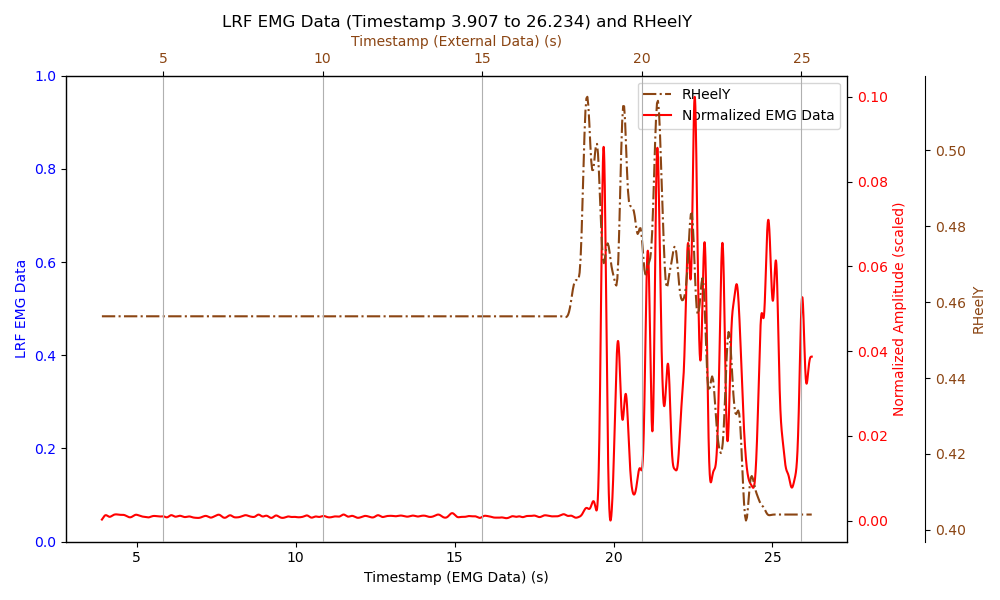 LRF EMG Data (Timestamp 3.907 to 26.234) and RHeelY
Timestamp (External Data) (s)
5 10 15 20 25
RHeelY
Normalized EMG Data
1.0
0.8
0.6
0.4
0.2
0.0
LRF EMG Data
0.10
0.08
0.06
0.04
0.02
0.00
Normalized Amplitude (scaled)
0.50
0.48
0.46
0.44
0.42
0.40
RHeelY
5 10 15 20 25
Timestamp (EMG Data) (s)